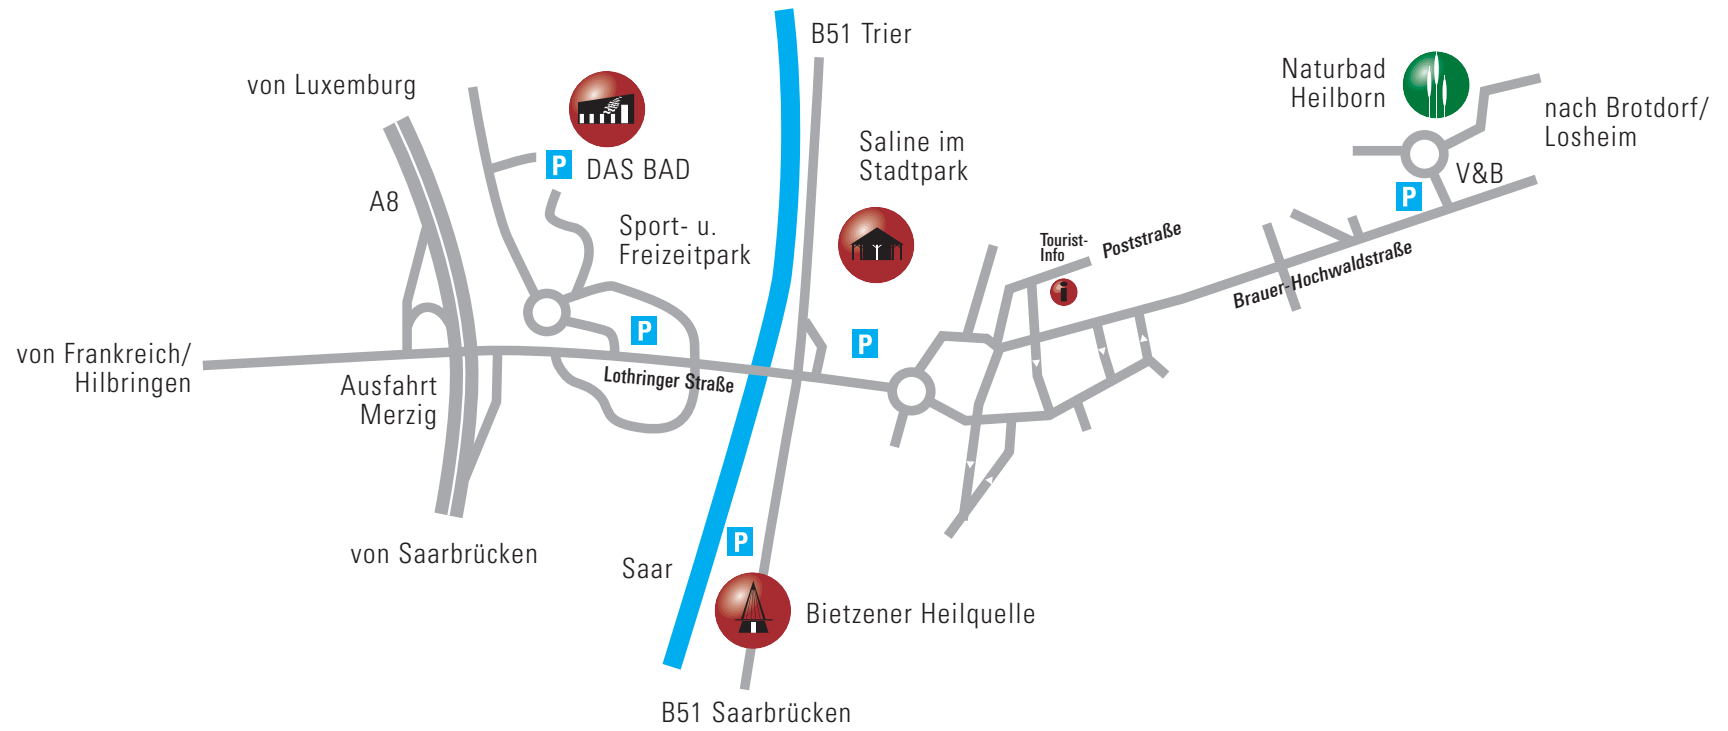 B51 Trier
von Luxemburg
Naturbad
Heilborn
nach Brotdorf/
Losheim
Saline im
Stadtpark
P
DAS BAD
V&B
P
A8
Sport- u.
Freizeitpark
Tourist-
Info
i
Poststraße
Brauer-Hochwaldstraße
P
P
von Frankreich/
Hilbringen
Ausfahrt
Merzig
Lothringer Straße
von Saarbrücken
P
Saar
Bietzener Heilquelle
B51 Saarbrücken